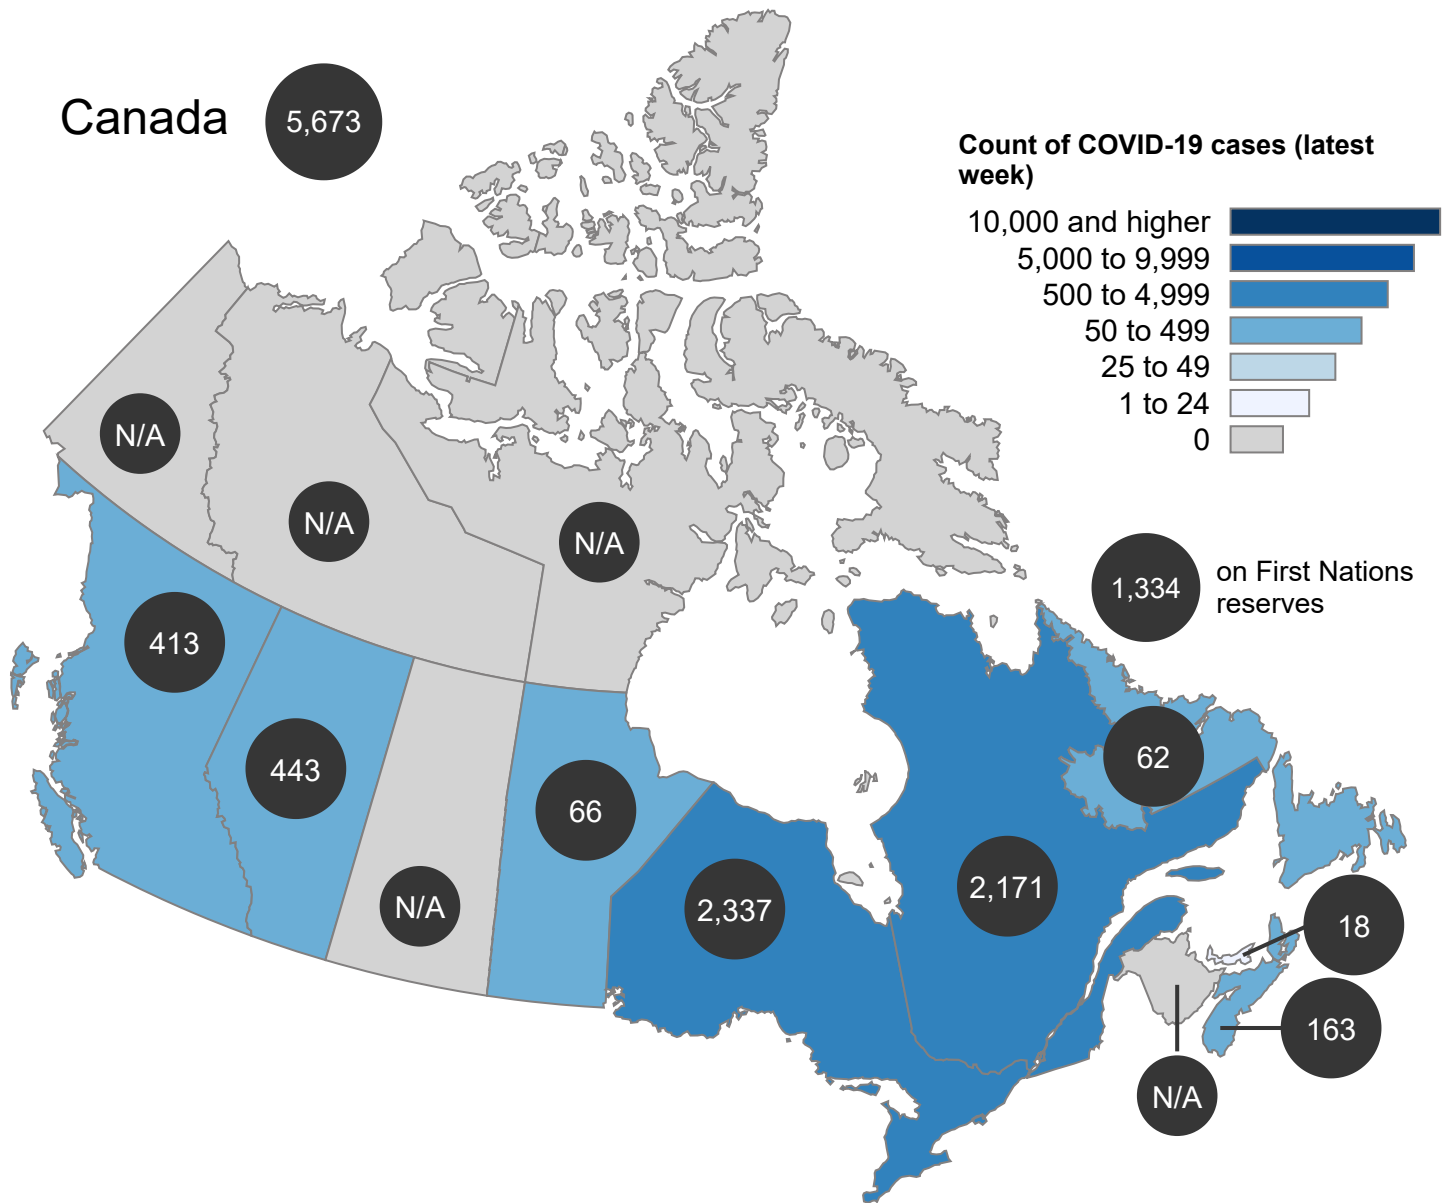 Canada
5,673
Count of COVID-19 cases (latest
week)
10,000 and higher
5,000 to 9,999
500 to 4,999
50 to 499
25 to 49
1 to 24
0
N/A
N/A
N/A
1,334
on First Nations
reserves
413
443
N/A
66
2,337
2,171
62
18
163
N/A